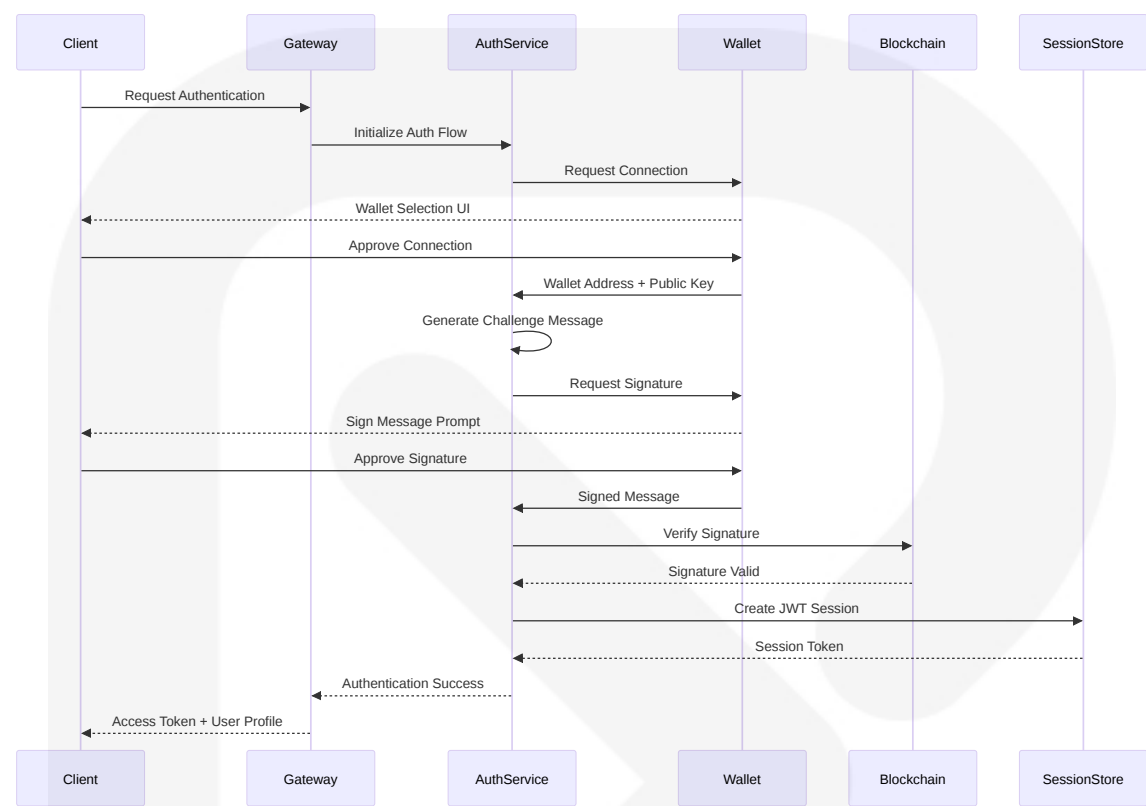 Client
Gateway
AuthService
Wallet
Blockchain
SessionStore
Request Authentication
Initialize Auth Flow
Request Connection
Wallet Selection UI
Approve Connection
Wallet Address + Public Key
Generate Challenge Message
Request Signature
Sign Message Prompt
Approve Signature
Signed Message
Verify Signature
Signature Valid
Create JWT Session
Session Token
Authentication Success
Access Token + User Profile
Client
Gateway
AuthService
Wallet
Blockchain
SessionStore